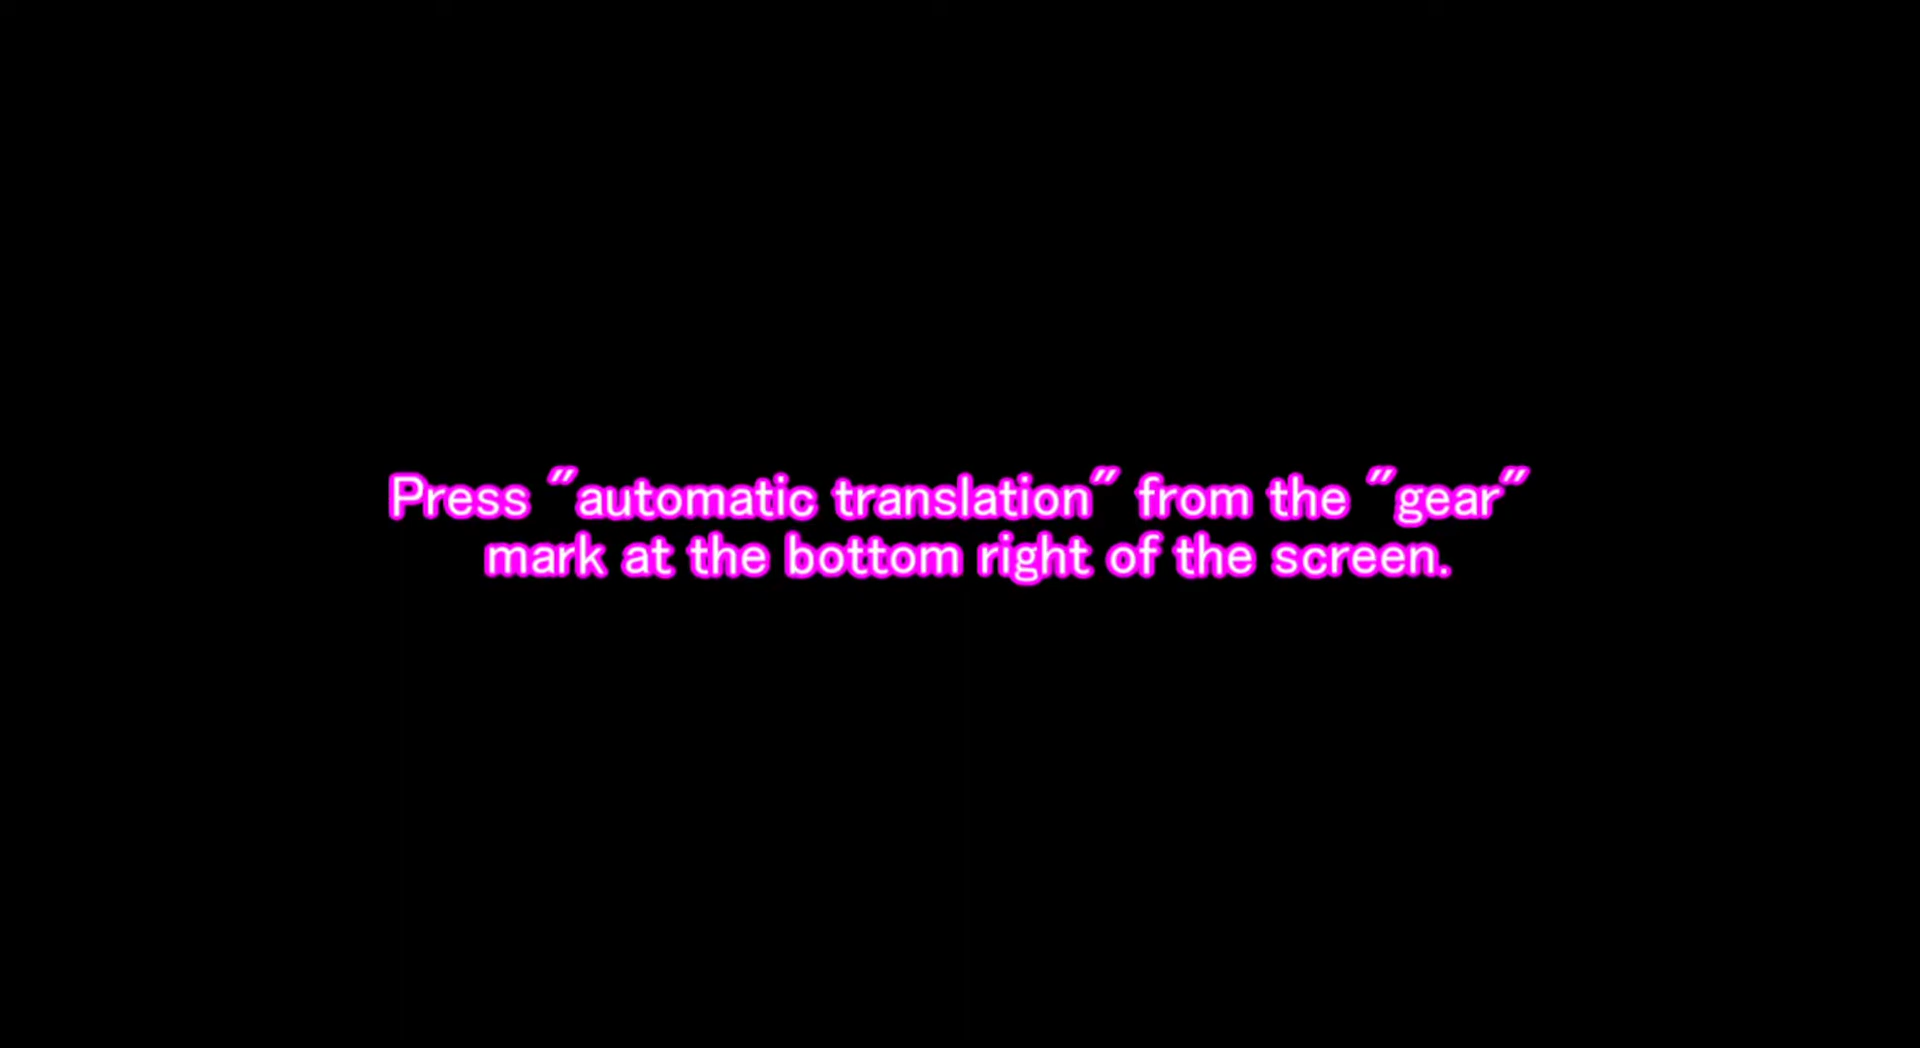 Press "automatic translation" from the "gear"
mark at the bottom right of the screen.